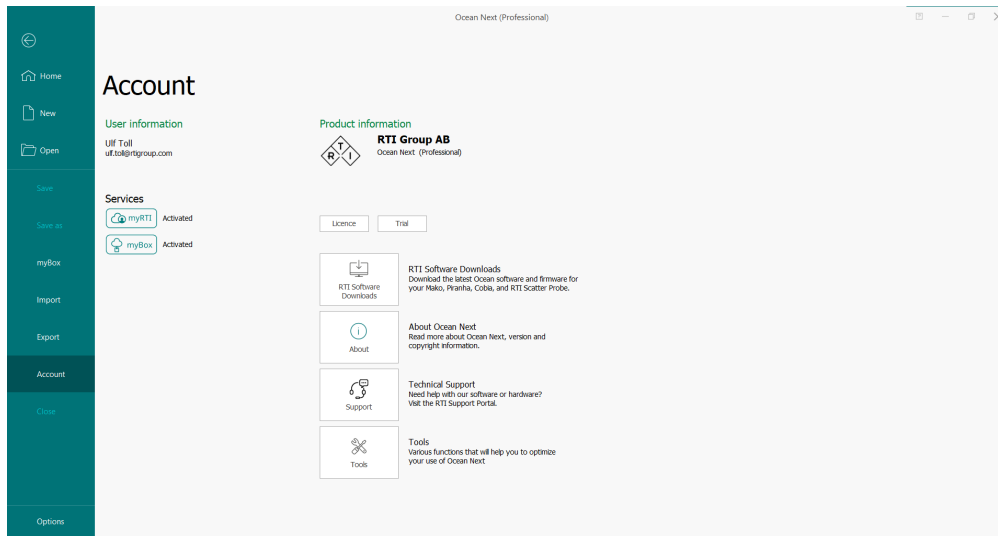 Ocean Next (Professional)
Home
New
Open
Save
Save as
myBox
Import
Export
Account
Close
Options
Account
User information
Ulf Toll
ulf.toll@rtigroup.com
Services
myRTI Activated
myBox Activated
Product information
R T I
RTI Group AB
Ocean Next (Professional)
Licence Trial
RTI Software
Downloads
RTI Software Downloads
Download the latest Ocean software and firmware for
your Mako, Piranha, Cobia, and RTI Scatter Probe.
About
About Ocean Next
Read more about Ocean Next, version and
copyright information.
Support
Technical Support
Need help with our software or hardware?
Visit the RTI Support Portal.
Tools
Tools
Various functions that will help you to optimize
your use of Ocean Next